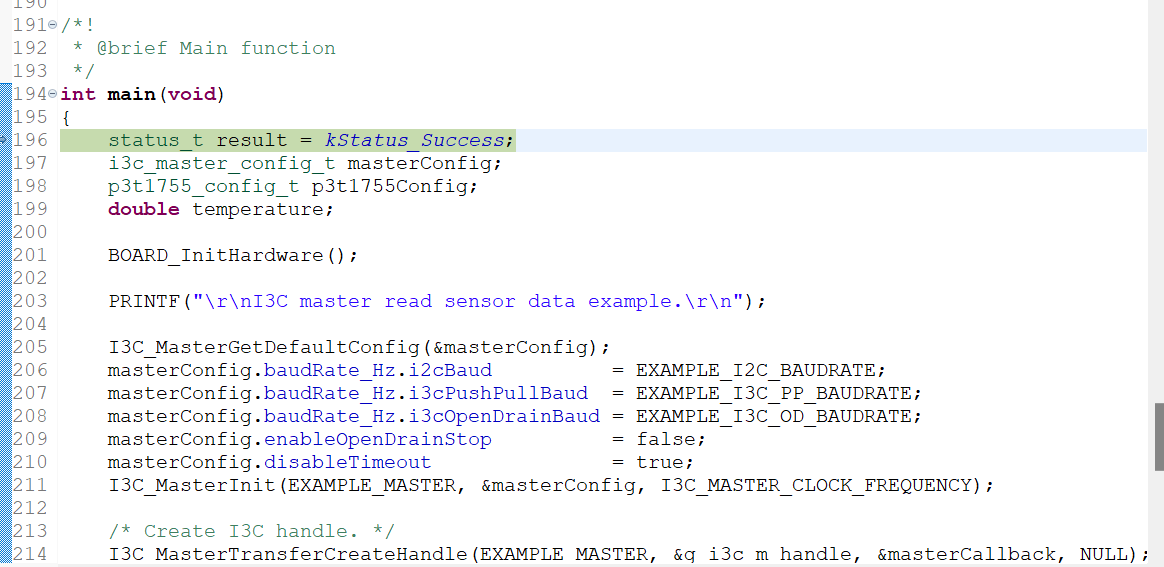 190
191 /*!
192  * @brief Main function
193  */
194 int main(void)
195 {
196     status_t result = kStatus_Success;
197     i3c_master_config_t masterConfig;
198     p3t1755_config_t p3t1755Config;
199     double temperature;
200
201     BOARD_InitHardware();
202
203     PRINTF("\r\nI3C master read sensor data example.\r\n");
204
205     I3C_MasterGetDefaultConfig(&masterConfig);
206     masterConfig.baudRate_Hz.i2cBaud          = EXAMPLE_I2C_BAUDRATE;
207     masterConfig.baudRate_Hz.i3cPushPullBaud  = EXAMPLE_I3C_PP_BAUDRATE;
208     masterConfig.baudRate_Hz.i3cOpenDrainBaud = EXAMPLE_I3C_OD_BAUDRATE;
209     masterConfig.enableOpenDrainStop          = false;
210     masterConfig.disableTimeout               = true;
211     I3C_MasterInit(EXAMPLE_MASTER, &masterConfig, I3C_MASTER_CLOCK_FREQUENCY);
212
213     /* Create I3C handle. */
214     I3C_MasterTransferCreateHandle(EXAMPLE_MASTER, &g_i3c_m_handle, &masterCallback, NULL);